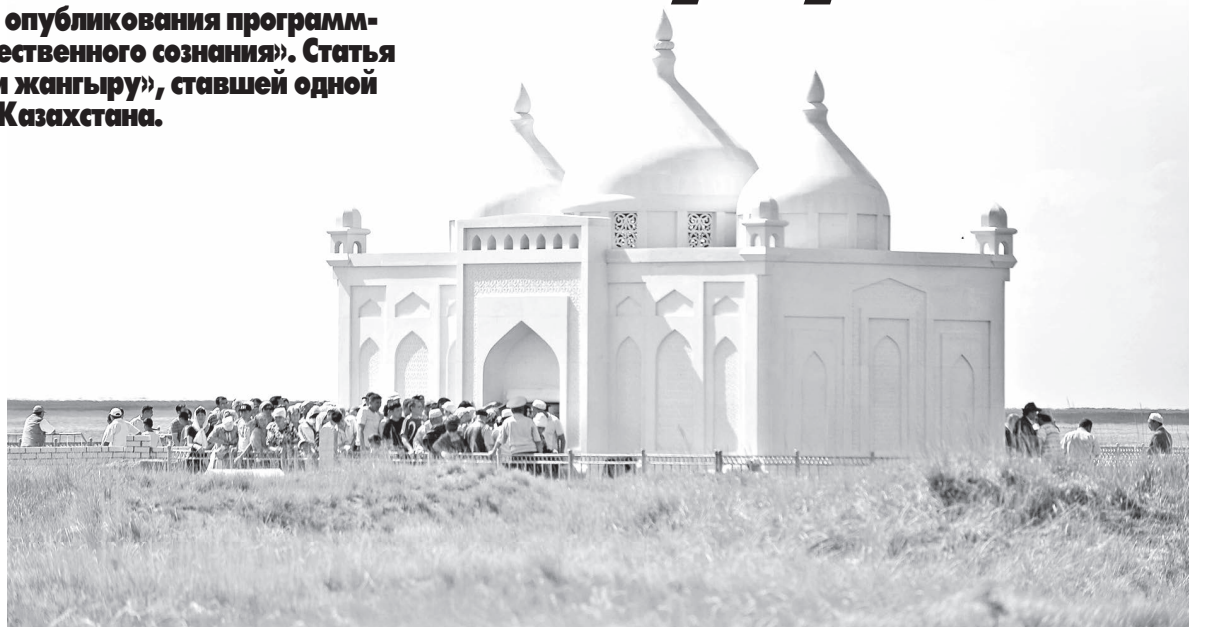 опубликования программ-
ественного сознания». Статья
жангыру», ставшей одной
Казахстана.